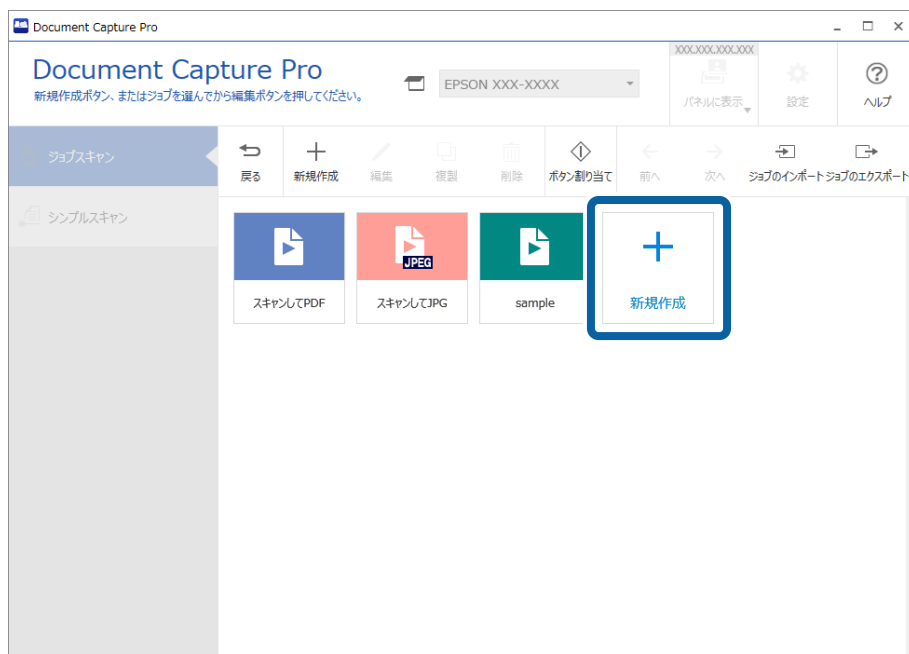 Document Capture Pro
Document Capture Pro
新規作成ボタン、またはジョブを選んでから編集ボタンを押してください。
EPSON XXX-XXXX
XXX.XXX.XXX.XXX
パネルに表示
設定
ヘルプ
ジョブスキャン
シンプルスキャン
戻る
新規作成
編集
複製
削除
ボタン割り当て
前へ
次へ
ジョブのインポート
ジョブのエクスポート
JPEG
スキャンしてPDF
スキャンしてJPG
sample
新規作成